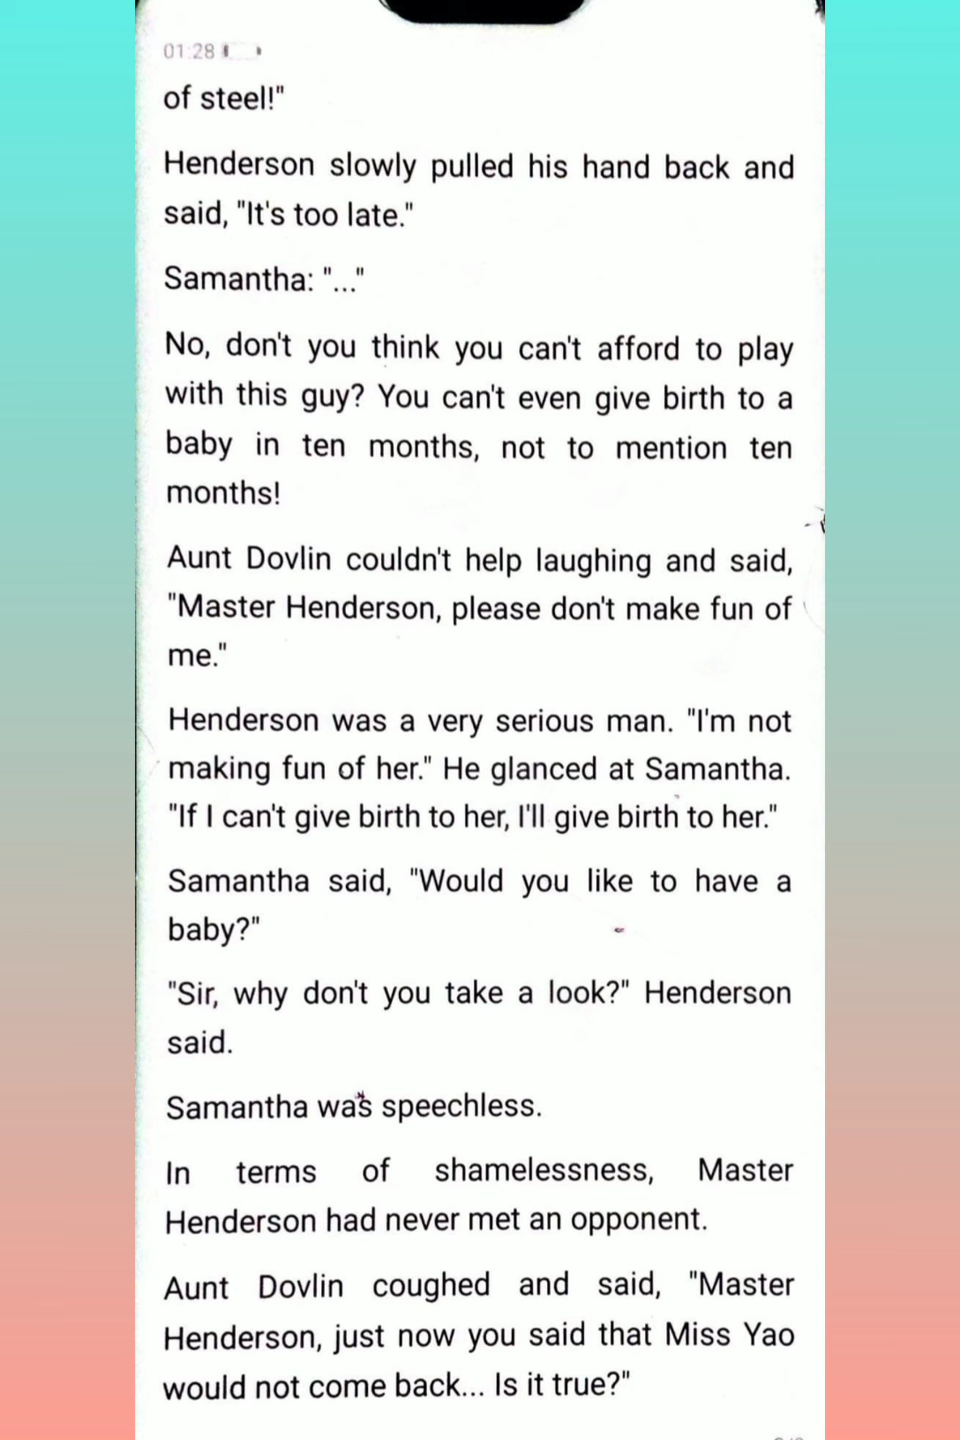 01:28
of steel!"
Henderson slowly pulled his hand back and
said, "It's too late."
Samantha: "..."
No, don't you think you can't afford to play
with this guy? You can't even give birth to a
baby in ten months, not to mention ten
months!
Aunt Dovlin couldn't help laughing and said,
"Master Henderson, please don't make fun of
me."
Henderson was a very serious man. "I'm not
making fun of her." He glanced at Samantha.
"If I can't give birth to her, I'll give birth to her."
Samantha said, "Would you like to have a
baby?"
"Sir, why don't you take a look?" Henderson
said.
Samantha was speechless.
In terms of shamelessness, Master
Henderson had never met an opponent.
Aunt Dovlin coughed and said, "Master
Henderson, just now you said that Miss Yao
would not come back... Is it true?"